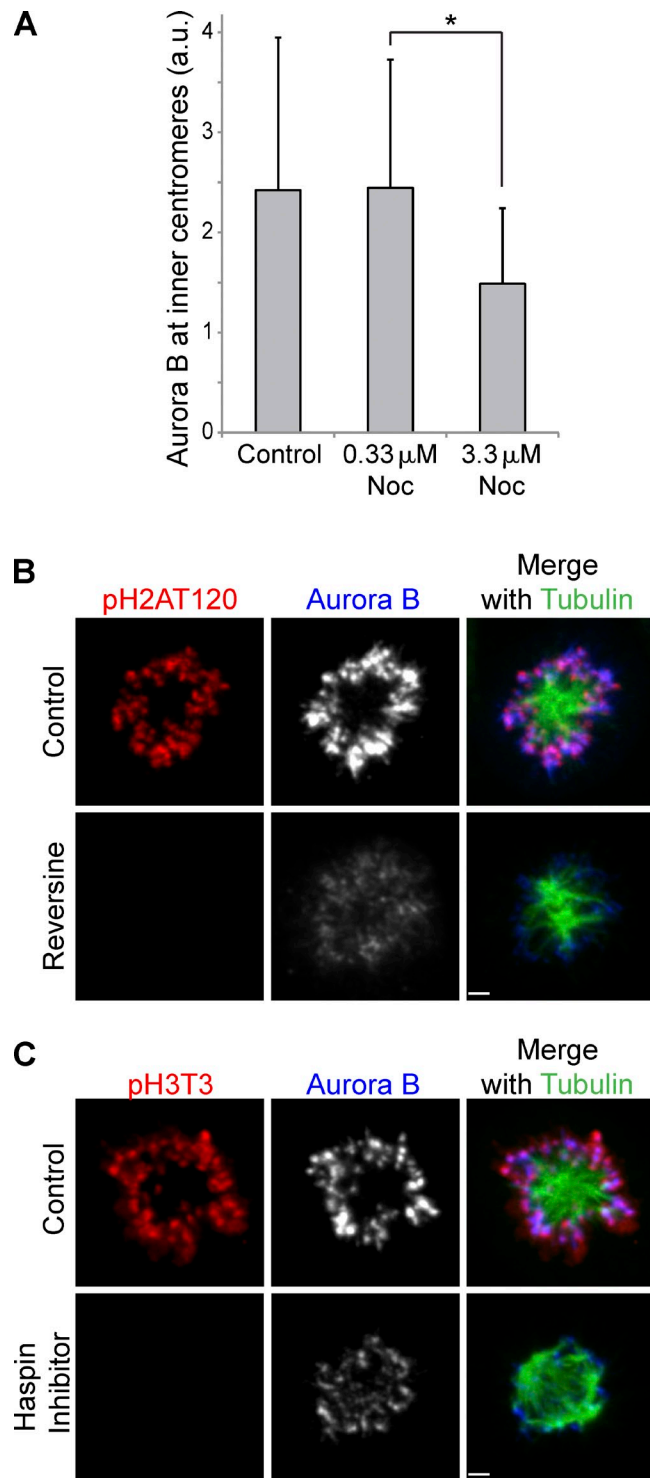 A
Aurora B at inner centromeres (a.u.)
4
3
2
1
0
*
Control
0.33 μM
Noc
3.3 μM
Noc
B
pH2AT120
Aurora B
Merge
with Tubulin
Control
Reversine
C
pH3T3
Aurora B
Merge
with Tubulin
Control
Haspin
Inhibitor